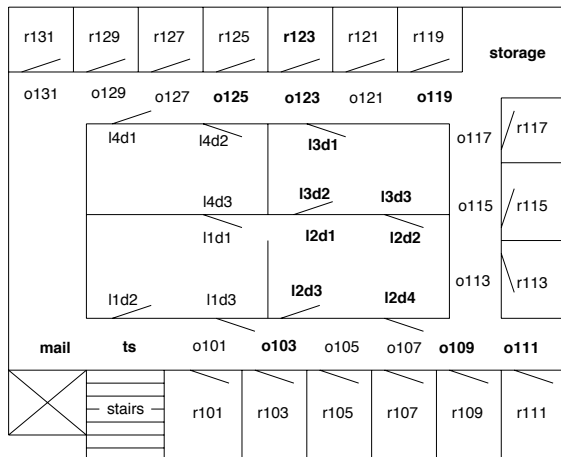 r131 r129 r127 r125 r123 r121 r119
storage
o131 o129 o127 o125 o123 o121 o119
o117 r117
l4d1 l4d2 l3d1
l4d3 l3d2 l3d3
o115 r115
l1d1 l2d1 l2d2
o113 r113
l1d2 l1d3 l2d3 l2d4
mail ts o101 o103 o105 o107 o109 o111
stairs r101 r103 r105 r107 r109 r111